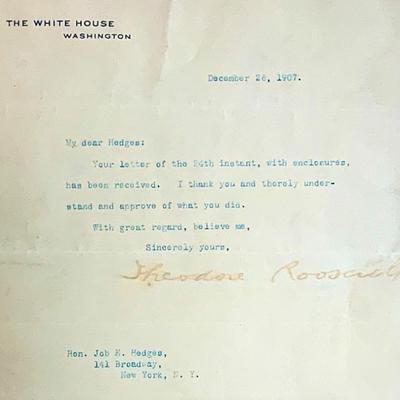 THE WHITE HOUSE
WASHINGTON
December 26, 1907.
My dear Hedges:
Your letter of the 24th instant, with enclosures,
has been received. I thank you and thoroly under-
stand and approve of what you did.
With great regard, believe me,
Sincerely yours,
Theodore Roosevelt
Hon. Job E. Hedges,
141 Broadway,
New York, N. Y.